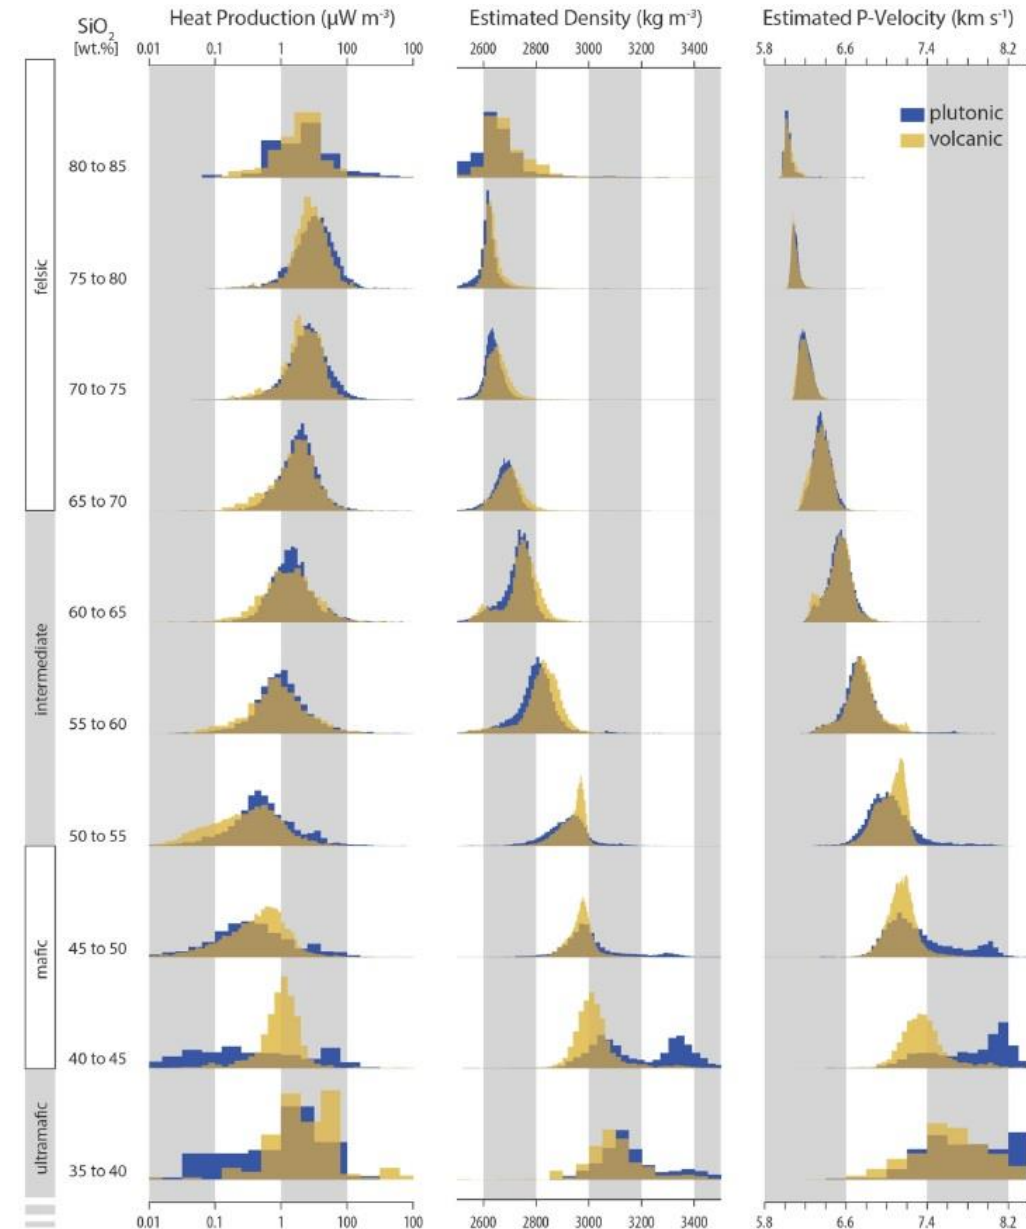 SiO2
[wt.%]
Heat Production (μW m-3)
0.01 0.1 1 100 100
Estimated Density (kg m-3)
2600 2800 3000 3200 3400
Estimated P-Velocity (km s-1)
5.8 6.6 7.4 8.2
plutonic
volcanic
felsic
80 to 85
75 to 80
70 to 75
65 to 70
intermediate
60 to 65
55 to 60
50 to 55
mafic
45 to 50
40 to 45
ultramafic
35 to 40
0.01 0.1 1 100 100
2600 2800 3000 3200 3400
5.8 6.6 7.4 8.2